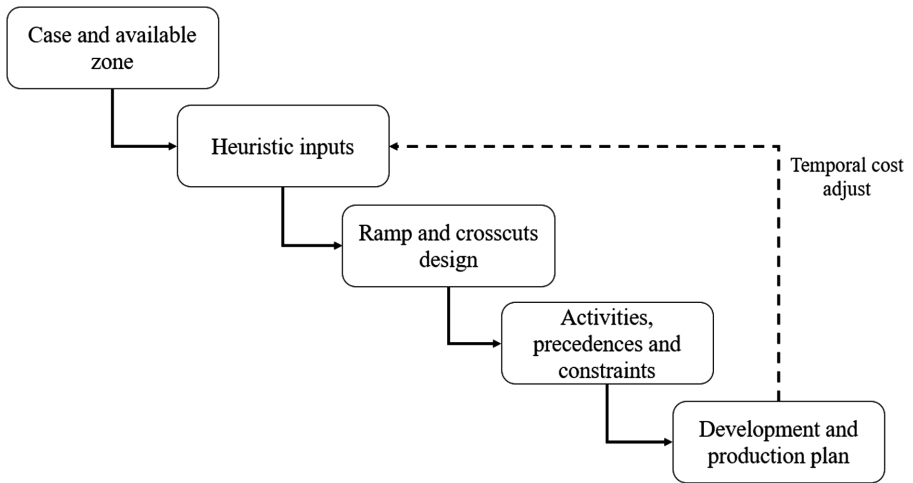 Case and available
zone
Heuristic inputs
Temporal cost
adjust
Ramp and crosscuts
design
Activities,
precedences and
constraints
Development and
production plan